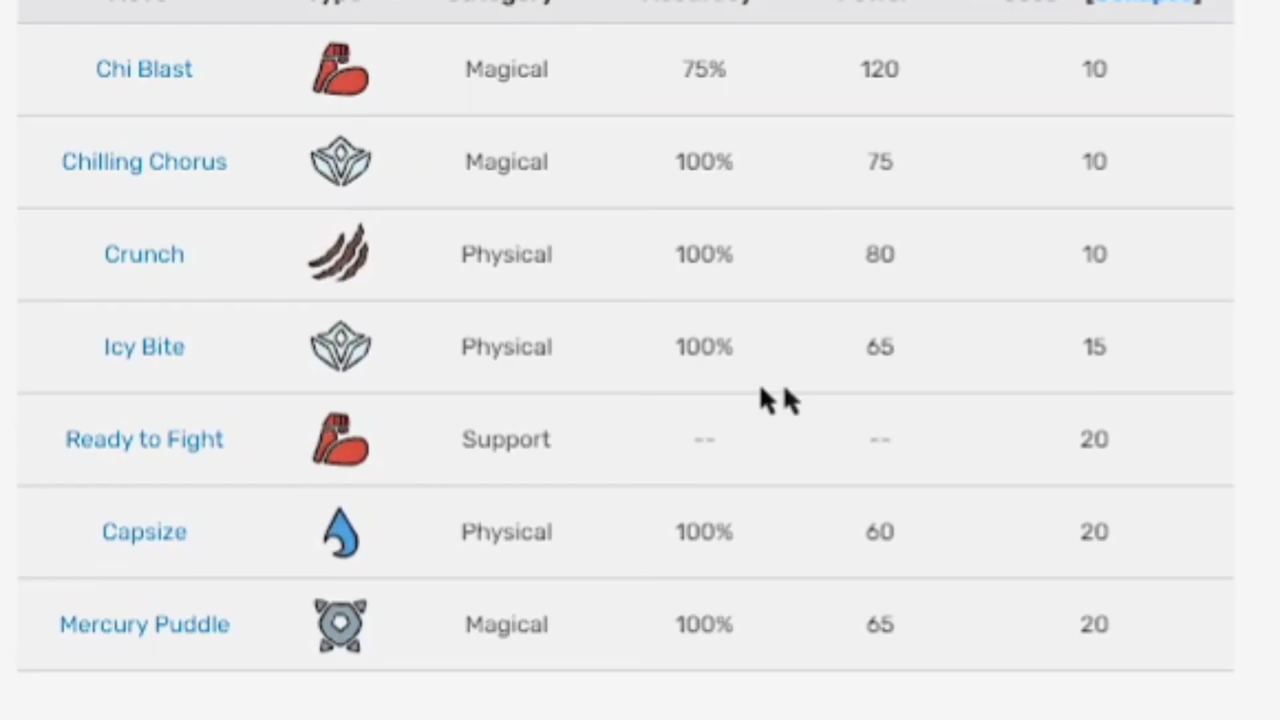 Chi Blast Magical 75% 120 10
Chilling Chorus Magical 100% 75 10
Crunch Physical 100% 80 10
Icy Bite Physical 100% 65 15
Ready to Fight Support -- -- 20
Capsize Physical 100% 60 20
Mercury Puddle Magical 100% 65 20